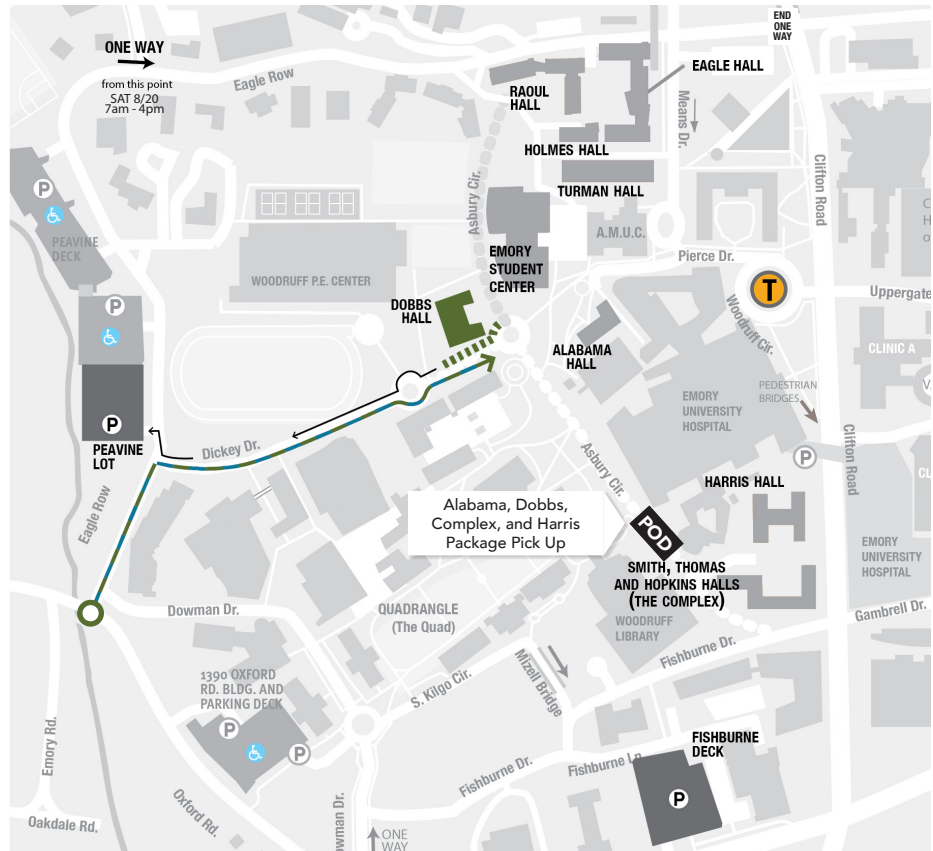 ONE WAY
from this point
SAT 8/20
7am - 4pm
Eagle Row
END
ONE
WAY
EAGLE HALL
RAOUL
HALL
Means Dr.
HOLMES HALL
TURMAN HALL
Clifton Road
P
PEAVINE
DECK
Asbury Cir.
A.M.U.C.
EMORY
STUDENT
CENTER
Pierce Dr.
WOODRUFF P.E. CENTER
T
Uppergate
DOBBS
HALL
Woodruff Cir.
P
ALABAMA
HALL
CLINIC A
PEDESTRIAN
BRIDGES
EMORY
UNIVERSITY
HOSPITAL
P
PEAVINE
LOT
Dickey Dr.
Clifton Road
P
Asbury Cir.
HARRIS HALL
Eagle Row
Alabama, Dobbs,
Complex, and Harris
Package Pick Up
POD
EMORY
UNIVERSITY
HOSPITAL
SMITH, THOMAS
AND HOPKINS HALLS
(THE COMPLEX)
Dowman Dr.
QUADRANGLE
(The Quad)
WOODRUFF
LIBRARY
Gambrell Dr.
Fishburne Dr.
Mizell Bridge
1390 OXFORD
RD. BLDG. AND
PARKING DECK
S. Kilgo Cir.
P
P
Emory Rd.
FISHBURNE
DECK
Fishburne Ln.
Fishburne Dr.
P
Oxford Rd.
Oakdale Rd.
owman Dr.
ONE
WAY